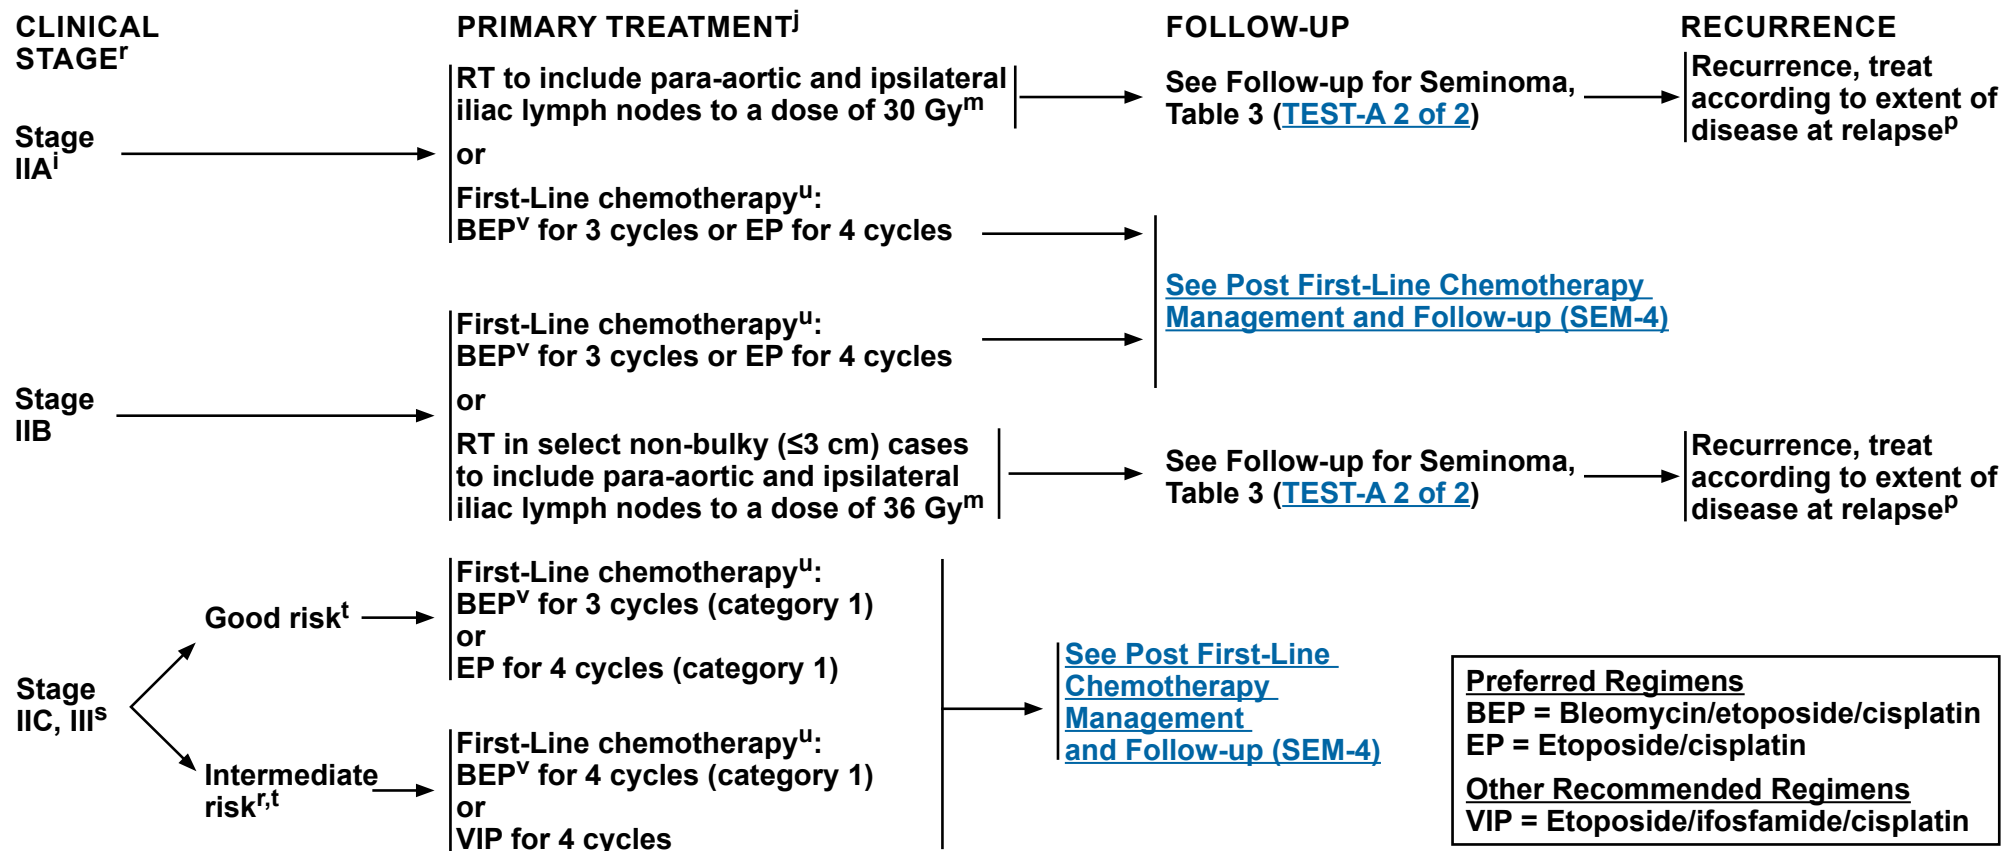 CLINICAL
STAGEʳ
PRIMARY TREATMENTʲ
FOLLOW-UP
RECURRENCE
Stage
IIAⁱ
RT to include para-aortic and ipsilateral
iliac lymph nodes to a dose of 30 Gyᵐ
or
First-Line chemotherapyᵘ:
BEPᵛ for 3 cycles or EP for 4 cycles
See Follow-up for Seminoma,
Table 3 (TEST-A 2 of 2)
Recurrence, treat
according to extent of
disease at relapseᵖ
See Post First-Line Chemotherapy
Management and Follow-up (SEM-4)
Stage
IIB
First-Line chemotherapyᵘ:
BEPᵛ for 3 cycles or EP for 4 cycles
or
RT in select non-bulky (≤3 cm) cases
to include para-aortic and ipsilateral
iliac lymph nodes to a dose of 36 Gyᵐ
See Follow-up for Seminoma,
Table 3 (TEST-A 2 of 2)
Recurrence, treat
according to extent of
disease at relapseᵖ
Stage
IIC, IIIˢ
Good riskᵗ
First-Line chemotherapyᵘ:
BEPᵛ for 3 cycles (category 1)
or
EP for 4 cycles (category 1)
Intermediate
riskʳ,ᵗ
First-Line chemotherapyᵘ:
BEPᵛ for 4 cycles (category 1)
or
VIP for 4 cycles
See Post First-Line
Chemotherapy
Management
and Follow-up (SEM-4)
Preferred Regimens
BEP = Bleomycin/etoposide/cisplatin
EP = Etoposide/cisplatin
Other Recommended Regimens
VIP = Etoposide/ifosfamide/cisplatin